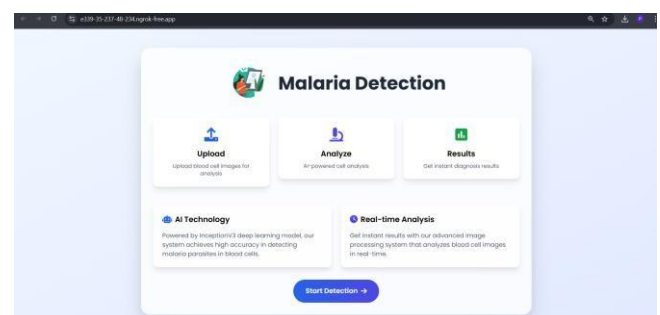 e339-35-237-48-234.ngrok-free.app
Malaria Detection
Upload
Analyze
Results
Upload blood cell images for
analysis
AI-powered cell analysis
Get instant diagnosis results
AI Technology
Powered by InceptionV3 deep learning model, our
system achieves high accuracy in detecting
malaria parasites in blood cells.
Real-time Analysis
Get instant results with our advanced image
processing system that analyzes blood cell images
in real-time.
Start Detection →